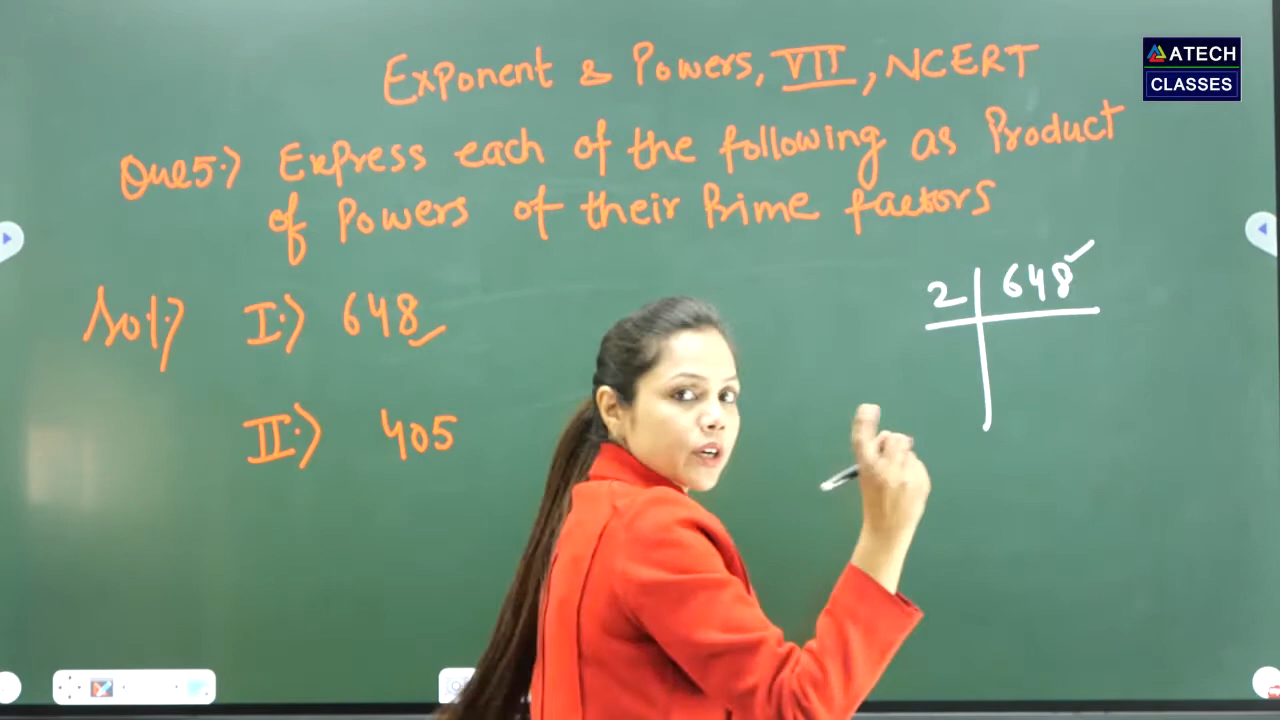 ATECH
CLASSES
Exponent & Powers, VII, NCERT
Que5.) Express each of the following as Product
of Powers of their Prime factors
Sol.) I.) 648
II.) 405
2 | 648